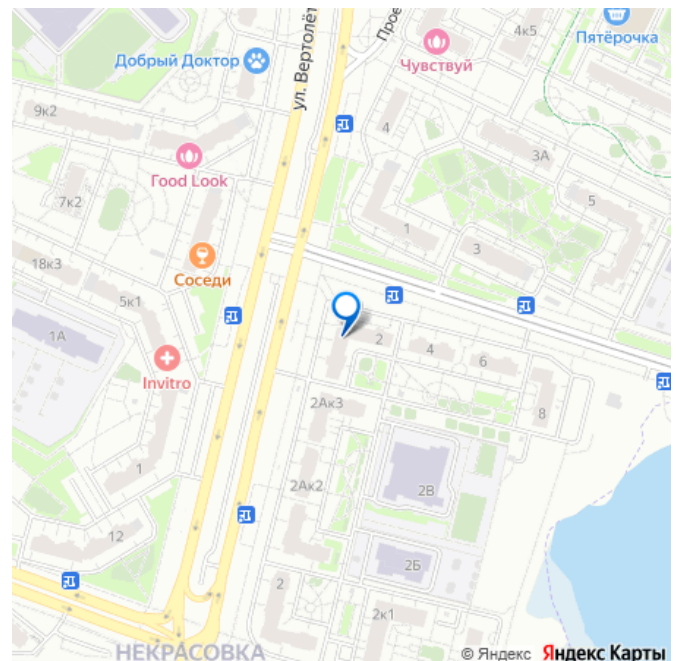 4к5
Пятёрочка
Прое
Чувствуй
ул. Вертолёт
Добрый Доктор
9к2
4
3А
Food Look
7к2
5
1
3
18к3
Соседи
5к1
1А
2
4
6
Invitro
2Ак3
8
1
2Ак2
2В
12
2Б
2
2к1
НЕКРАСОВКА
© Яндекс Яндекс Карты